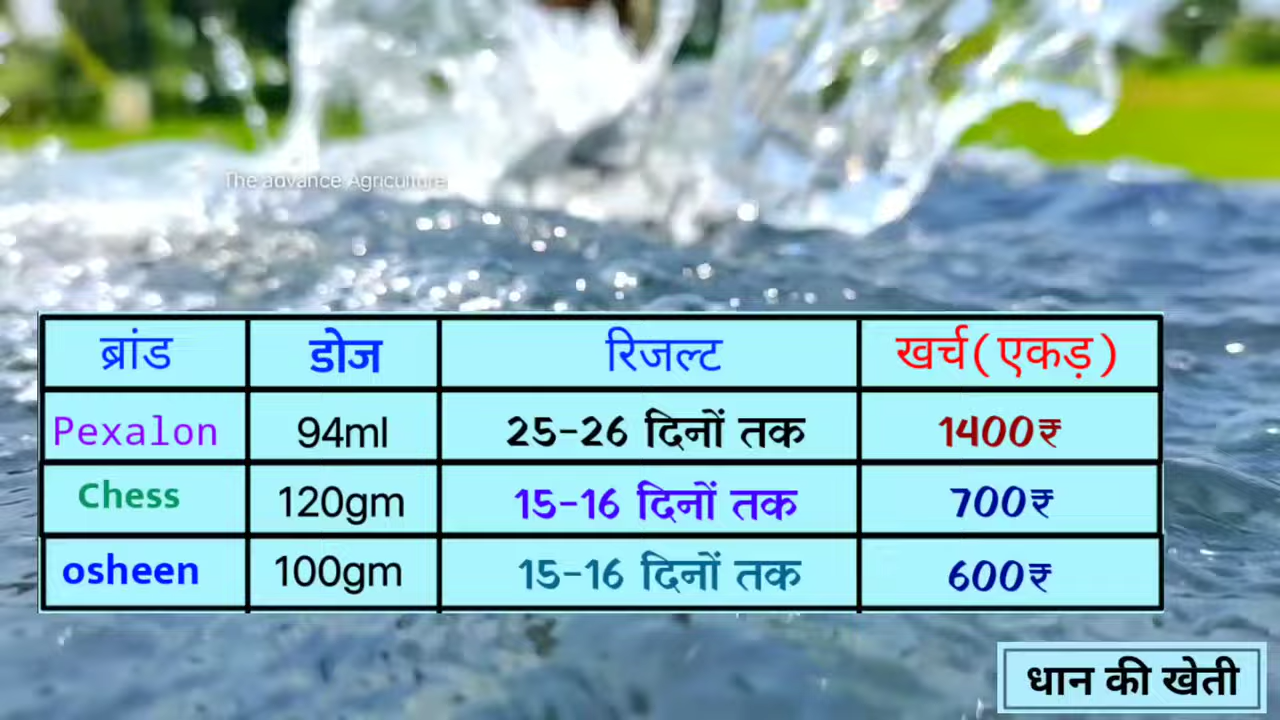 The advance Agriculture
ब्रांड डोज रिजल्ट खर्च(एकड़)
Pexalon 94ml 25-26 दिनों तक 1400₹
Chess 120gm 15-16 दिनों तक 700₹
osheen 100gm 15-16 दिनों तक 600₹
धान की खेती